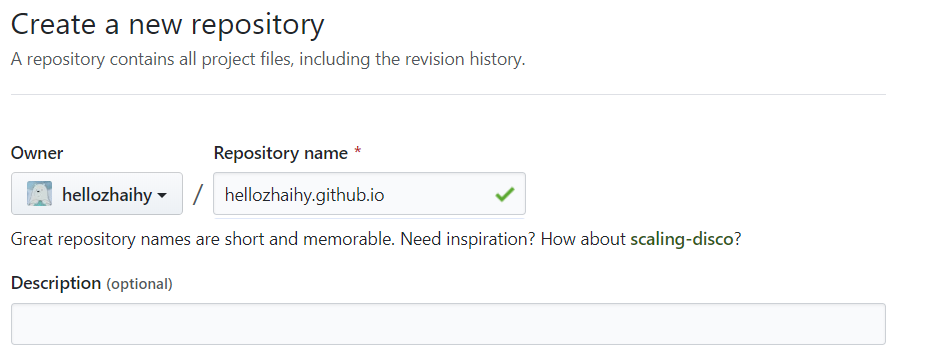 Create a new repository
A repository contains all project files, including the revision history.
Owner
Repository name *
hellozhaihy / hellozhaihy.github.io
Great repository names are short and memorable. Need inspiration? How about scaling-disco?
Description (optional)